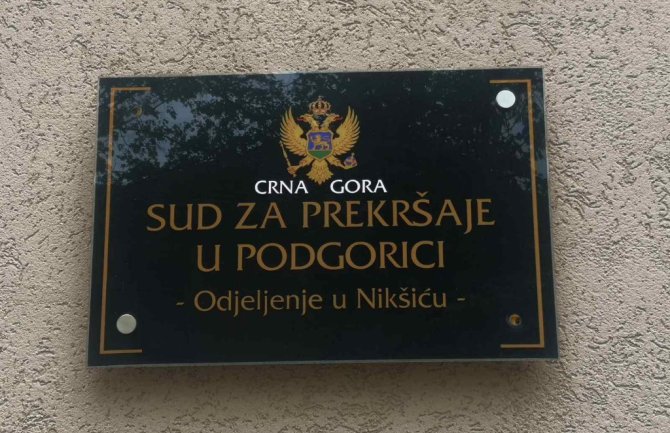 CRNA GORA
SUD ZA PREKRŠAJE
U PODGORICI
- Odjeljenje u Nikšiću -